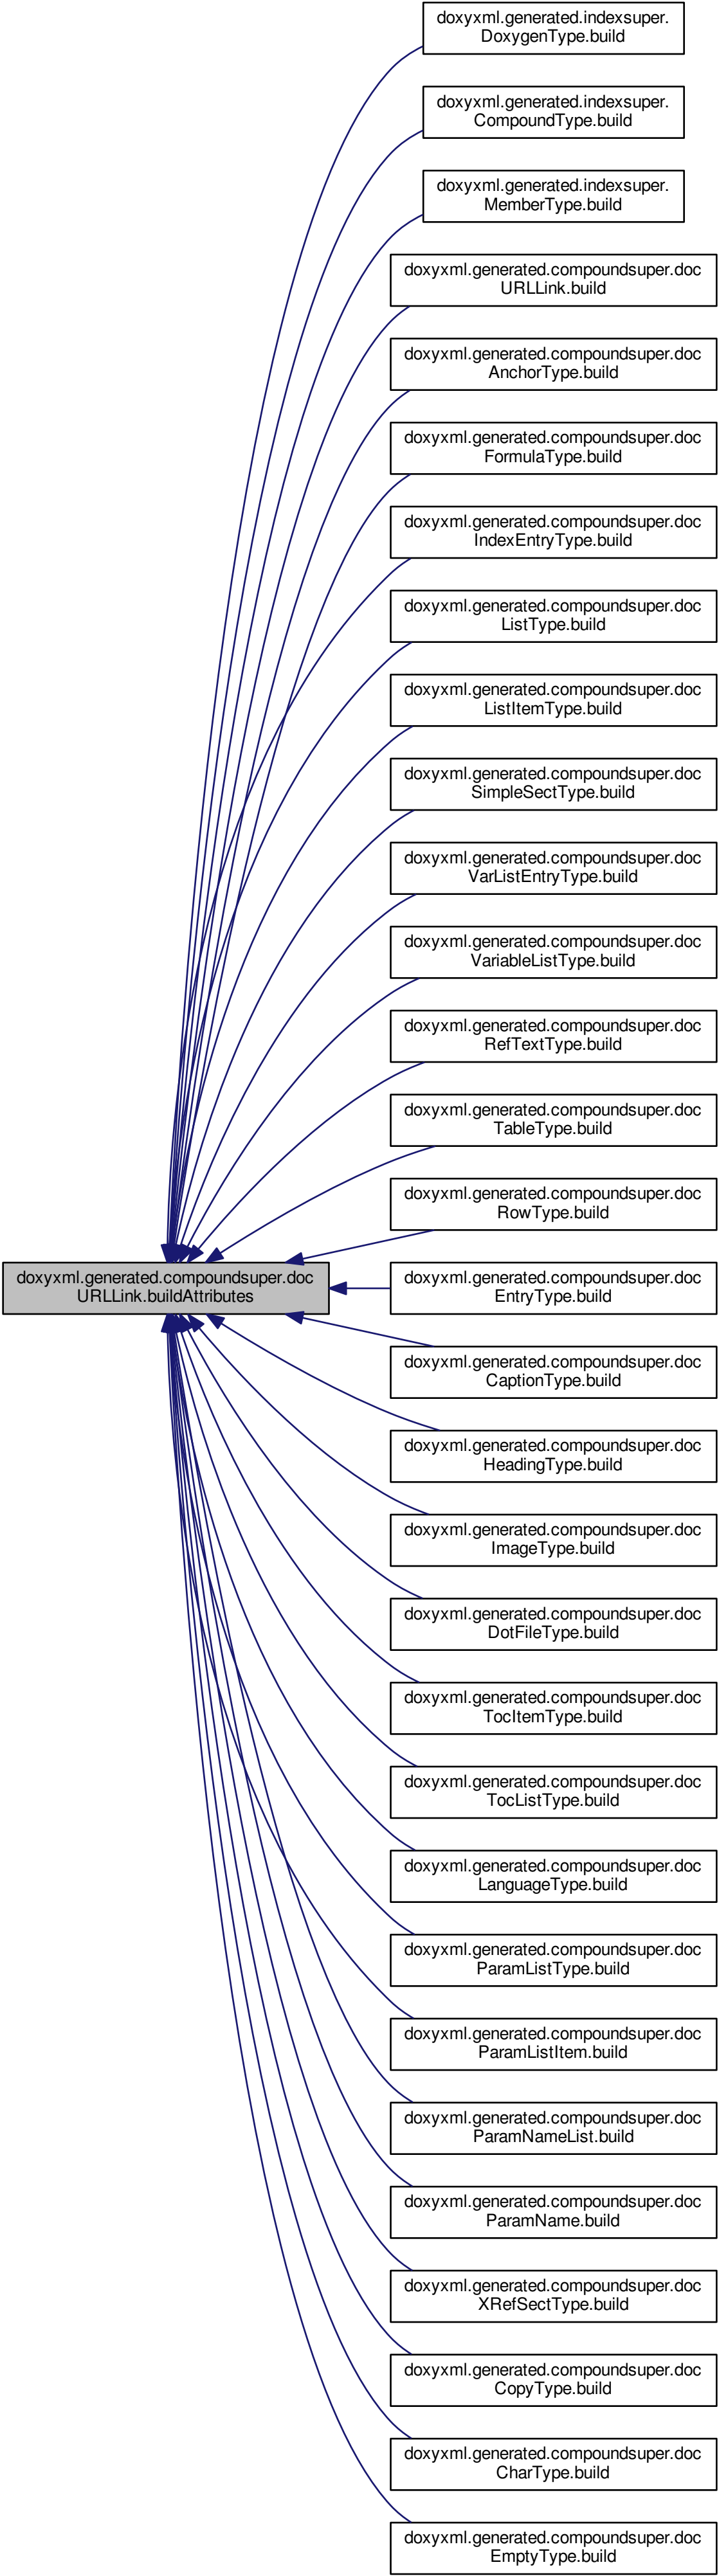 doxyxml.generated.indexsuper.
DoxygenType.build
doxyxml.generated.indexsuper.
CompoundType.build
doxyxml.generated.indexsuper.
MemberType.build
doxyxml.generated.compoundsuper.doc
URLLink.build
doxyxml.generated.compoundsuper.doc
AnchorType.build
doxyxml.generated.compoundsuper.doc
FormulaType.build
doxyxml.generated.compoundsuper.doc
IndexEntryType.build
doxyxml.generated.compoundsuper.doc
ListType.build
doxyxml.generated.compoundsuper.doc
ListItemType.build
doxyxml.generated.compoundsuper.doc
SimpleSectType.build
doxyxml.generated.compoundsuper.doc
VarListEntryType.build
doxyxml.generated.compoundsuper.doc
VariableListType.build
doxyxml.generated.compoundsuper.doc
RefTextType.build
doxyxml.generated.compoundsuper.doc
TableType.build
doxyxml.generated.compoundsuper.doc
RowType.build
doxyxml.generated.compoundsuper.doc
URLLink.buildAttributes
doxyxml.generated.compoundsuper.doc
EntryType.build
doxyxml.generated.compoundsuper.doc
CaptionType.build
doxyxml.generated.compoundsuper.doc
HeadingType.build
doxyxml.generated.compoundsuper.doc
ImageType.build
doxyxml.generated.compoundsuper.doc
DotFileType.build
doxyxml.generated.compoundsuper.doc
TocItemType.build
doxyxml.generated.compoundsuper.doc
TocListType.build
doxyxml.generated.compoundsuper.doc
LanguageType.build
doxyxml.generated.compoundsuper.doc
ParamListType.build
doxyxml.generated.compoundsuper.doc
ParamListItem.build
doxyxml.generated.compoundsuper.doc
ParamNameList.build
doxyxml.generated.compoundsuper.doc
ParamName.build
doxyxml.generated.compoundsuper.doc
XRefSectType.build
doxyxml.generated.compoundsuper.doc
CopyType.build
doxyxml.generated.compoundsuper.doc
CharType.build
doxyxml.generated.compoundsuper.doc
EmptyType.build